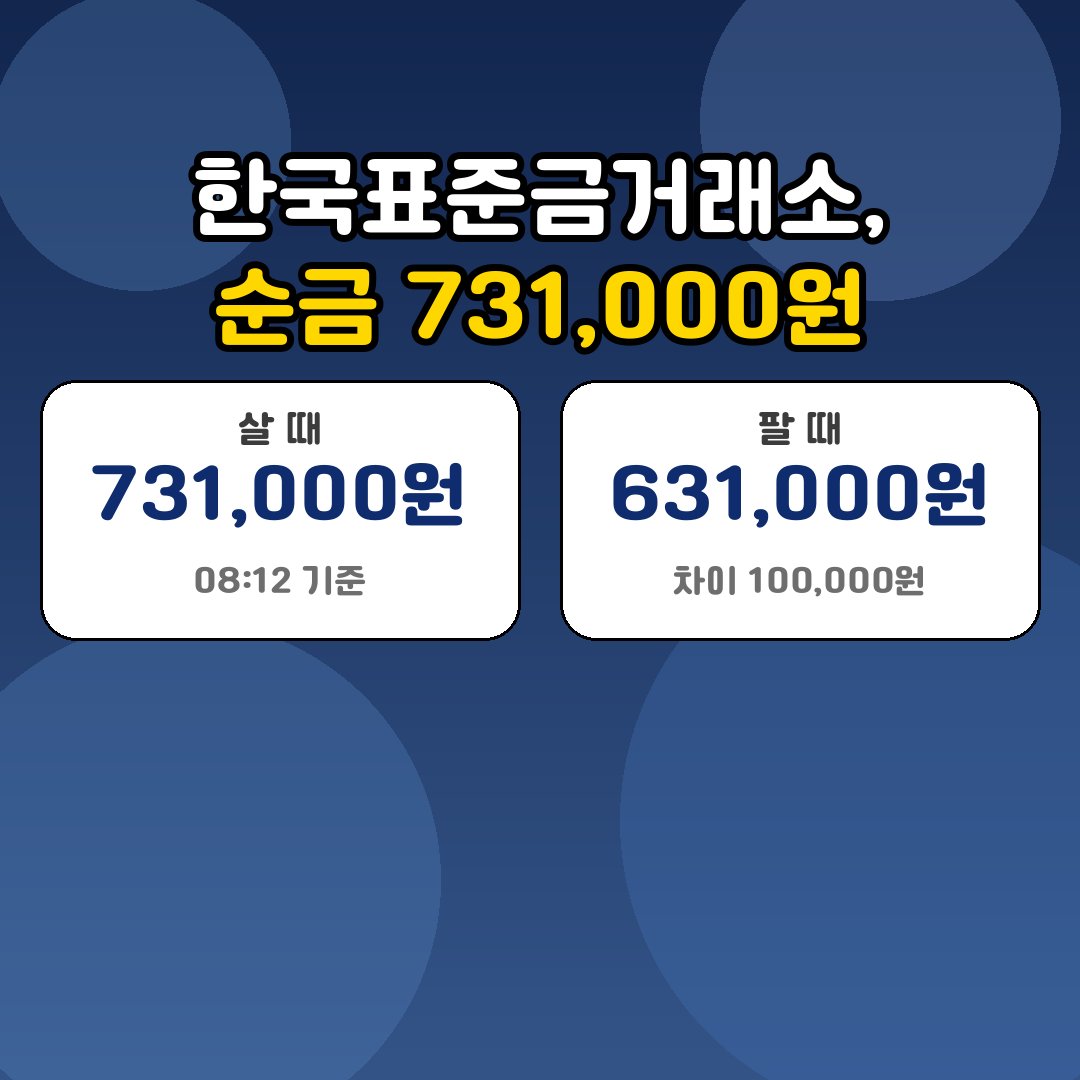 한국표준금거래소,
순금 731,000원
살 때
731,000원
08:12 기준
팔 때
631,000원
차이 100,000원